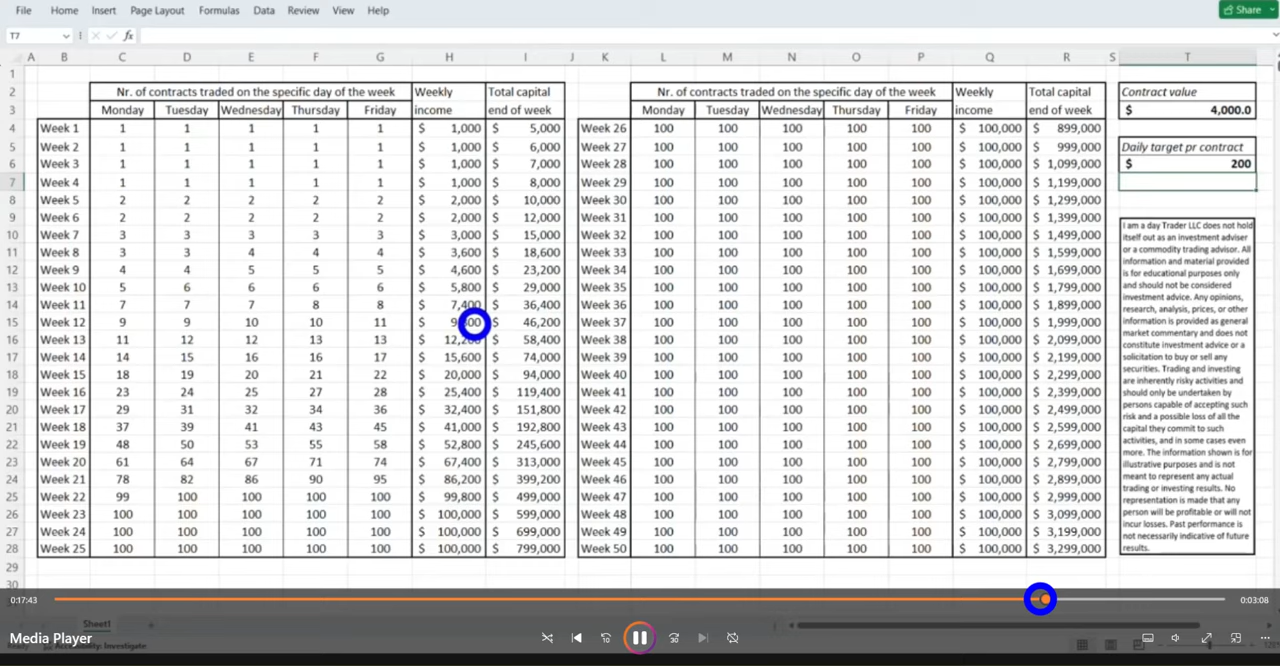 File Home Insert Page Layout Formulas Data Review View Help Share
T7 fx
A B C D E F G H I J K L M N O P Q R S T
1
2 Nr. of contracts traded on the specific day of the week Weekly Total capital Nr. of contracts traded on the specific day of the week Weekly Total capital Contract value
3 Monday Tuesday Wednesday Thursday Friday income end of week Monday Tuesday Wednesday Thursday Friday income end of week $ 4,000.0
4 Week 1 1 1 1 1 1 $ 1,000 $ 5,000 Week 26 100 100 100 100 100 $ 100,000 $ 899,000
5 Week 2 1 1 1 1 1 $ 1,000 $ 6,000 Week 27 100 100 100 100 100 $ 100,000 $ 999,000 Daily target pr contract
6 Week 3 1 1 1 1 1 $ 1,000 $ 7,000 Week 28 100 100 100 100 100 $ 100,000 $ 1,099,000 $ 200
7 Week 4 1 1 1 1 1 $ 1,000 $ 8,000 Week 29 100 100 100 100 100 $ 100,000 $ 1,199,000
8 Week 5 2 2 2 2 2 $ 2,000 $ 10,000 Week 30 100 100 100 100 100 $ 100,000 $ 1,299,000
9 Week 6 2 2 2 2 2 $ 2,000 $ 12,000 Week 31 100 100 100 100 100 $ 100,000 $ 1,399,000
10 Week 7 3 3 3 3 3 $ 3,000 $ 15,000 Week 32 100 100 100 100 100 $ 100,000 $ 1,499,000
11 Week 8 3 3 4 4 4 $ 3,600 $ 18,600 Week 33 100 100 100 100 100 $ 100,000 $ 1,599,000
12 Week 9 4 4 5 5 5 $ 4,600 $ 23,200 Week 34 100 100 100 100 100 $ 100,000 $ 1,699,000
13 Week 10 5 6 6 6 6 $ 5,800 $ 29,000 Week 35 100 100 100 100 100 $ 100,000 $ 1,799,000
14 Week 11 7 7 7 8 8 $ 7,400 $ 36,400 Week 36 100 100 100 100 100 $ 100,000 $ 1,899,000
15 Week 12 9 9 10 10 11 $ $ 46,200 Week 37 100 100 100 100 100 $ 100,000 $ 1,999,000
16 Week 13 11 12 12 13 13 $ 12,200 $ 58,400 Week 38 100 100 100 100 100 $ 100,000 $ 2,099,000
17 Week 14 14 15 16 16 17 $ 15,600 $ 74,000 Week 39 100 100 100 100 100 $ 100,000 $ 2,199,000
18 Week 15 18 19 20 21 22 $ 20,000 $ 94,000 Week 40 100 100 100 100 100 $ 100,000 $ 2,299,000
19 Week 16 23 24 25 27 28 $ 25,400 $ 119,400 Week 41 100 100 100 100 100 $ 100,000 $ 2,399,000
20 Week 17 29 31 32 34 36 $ 32,400 $ 151,800 Week 42 100 100 100 100 100 $ 100,000 $ 2,499,000
21 Week 18 37 39 41 43 45 $ 41,000 $ 192,800 Week 43 100 100 100 100 100 $ 100,000 $ 2,599,000
22 Week 19 48 50 53 55 58 $ 52,800 $ 245,600 Week 44 100 100 100 100 100 $ 100,000 $ 2,699,000
23 Week 20 61 64 67 71 74 $ 67,400 $ 313,000 Week 45 100 100 100 100 100 $ 100,000 $ 2,799,000
24 Week 21 78 82 86 90 95 $ 86,200 $ 399,200 Week 46 100 100 100 100 100 $ 100,000 $ 2,899,000
25 Week 22 99 100 100 100 100 $ 99,800 $ 499,000 Week 47 100 100 100 100 100 $ 100,000 $ 2,999,000
26 Week 23 100 100 100 100 100 $ 100,000 $ 599,000 Week 48 100 100 100 100 100 $ 100,000 $ 3,099,000
27 Week 24 100 100 100 100 100 $ 100,000 $ 699,000 Week 49 100 100 100 100 100 $ 100,000 $ 3,199,000
28 Week 25 100 100 100 100 100 $ 100,000 $ 799,000 Week 50 100 100 100 100 100 $ 100,000 $ 3,299,000
29
30
I am a day Trader LLC does not hold
itself out as an investment adviser
or a commodity trading advisor. All
information and material provided
is for educational purposes only
and should not be considered
investment advice. Any opinions,
research, analysis, prices, or other
information is provided as general
market commentary and does not
constitute investment advice or a
solicitation to buy or sell any
securities. Trading and investing
are inherently risky activities and
should only be undertaken by
persons capable of accepting such
risk and a possible loss of all the
capital they commit to such
activities, and in some cases even
more. The information shown is for
illustrative purposes and is not
meant to represent any actual
trading or investing results. No
representation is made that any
person will be profitable or will not
incur losses. Past performance is
not necessarily indicative of future
results.
0:17:43 0:03:08
Sheet1
Media Player 10 30
Ready Accessibility: Investigate